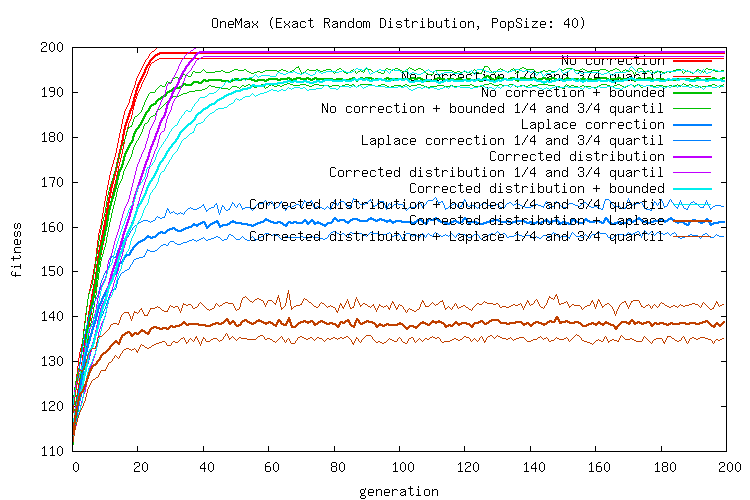 OneMax (Exact Random Distribution, PopSize: 40)
200
190
180
170
160
150
140
130
120
110
fitness
No correction
No correction 1/4 and 3/4 quartil
No correction + bounded
No correction + bounded 1/4 and 3/4 quartil
Laplace correction
Laplace correction 1/4 and 3/4 quartil
Corrected distribution
Corrected distribution 1/4 and 3/4 quartil
Corrected distribution + bounded
Corrected distribution + bounded 1/4 and 3/4 quartil
Corrected distribution + Laplace
Corrected distribution + Laplace 1/4 and 3/4 quartil
0 20 40 60 80 100 120 140 160 180 200
generation